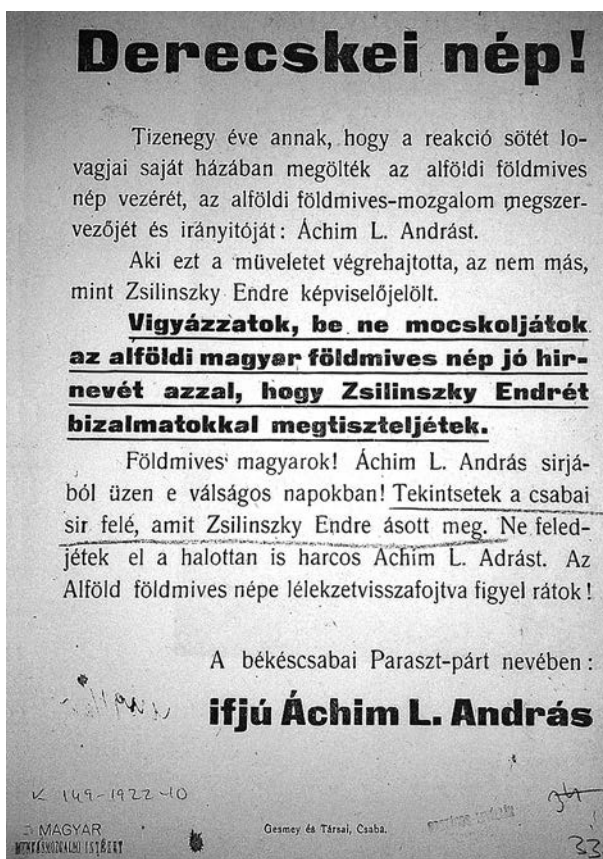 Derecskei nép!
Tizenegy éve annak, hogy a reakció sötét lo-
vagjai saját házában megölték az alföldi földmives
nép vezérét, az alföldi földmives-mozgalom megszer-
vezőjét és irányitóját: Áchim L. Andrást.
Aki ezt a müveletet végrehajtotta, az nem más,
mint Zsilinszky Endre képviselőjelölt.
Vigyázzatok, be ne mocskoljátok
az alföldi magyar földmives nép jó hir-
nevét azzal, hogy Zsilinszky Endrét
bizalmatokkal megtiszteljétek.
Földmives magyarok! Áchim L. András sirjá-
ból üzen e válságos napokban! Tekintsetek a csabai
sir felé, amit Zsilinszky Endre ásott meg. Ne feled-
jétek el a halottan is harcos Achim L. Adrást. Az
Alföld földmives népe lélekzetvisszafojtva figyel rátok!
A békéscsabai Paraszt-párt nevében:
ifjú Áchim L. András
K 149-1922-10
MAGYAR
Gesmey és Társai, Csaba.
33